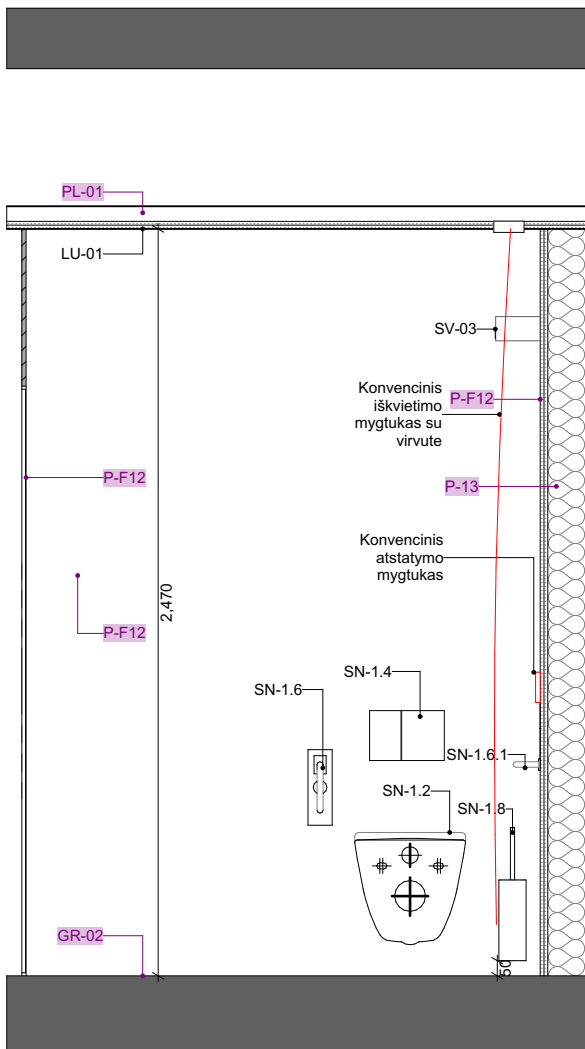 PL-01
LU-01
SV-03
Konvencinis
iškvietimo
mygtukas su
virvute
P-F12
P-F12
P-13
Konvencinis
atstatymo
mygtukas
P-F12
2,470
SN-1.4
SN-1.6
SN-1.6.1
SN-1.2
SN-1.8
GR-02
50